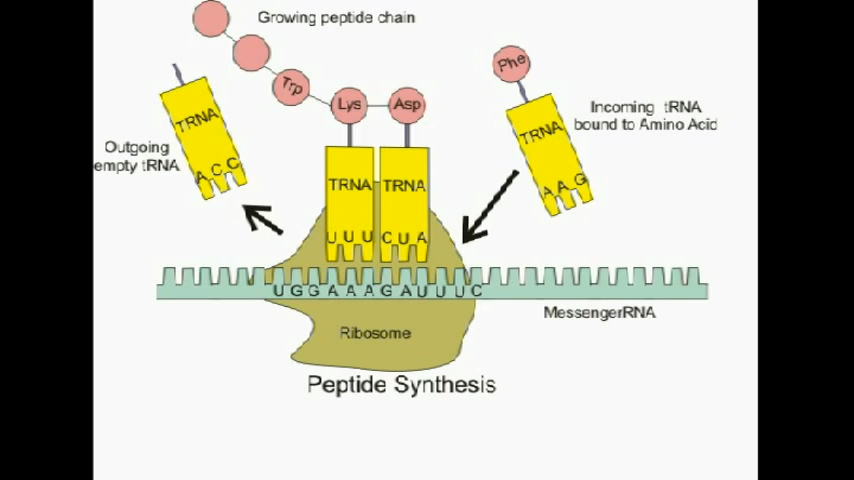 Growing peptide chain
Phe
Trp
Lys
Asp
Incoming tRNA
bound to Amino Acid
TRNA
TRNA
Outgoing
empty tRNA
A C C
TRNA
TRNA
A A G
U U U
C U A
U G G A A A G A U U U C
MessengerRNA
Ribosome
Peptide Synthesis